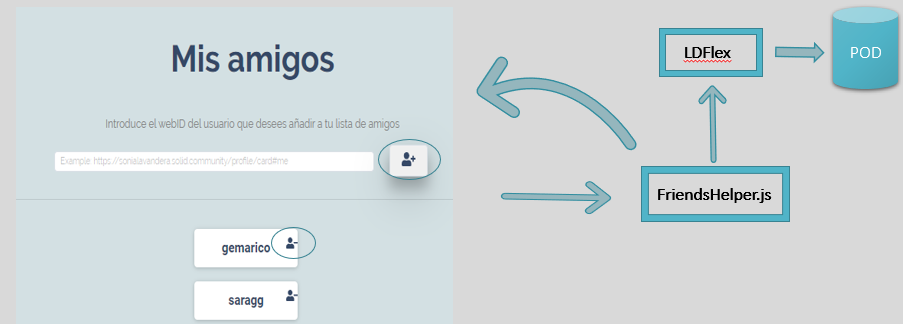 Mis amigos
Introduce el webID del usuario que desees añadir a tu lista de amigos
Example: https://sonialavandera.solid.community/profile/card#me
gemarico
saragg
LDFlex
POD
FriendsHelper.js